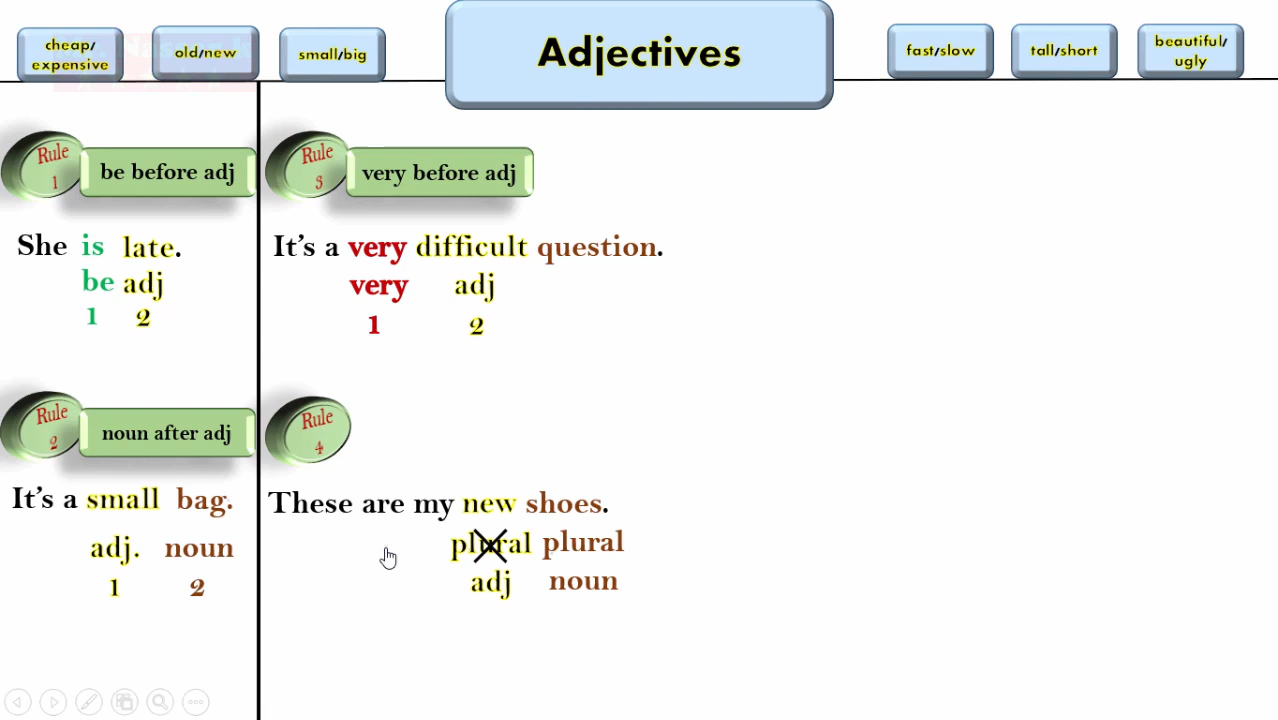 cheap/
expensive
old/new
small/big
Adjectives
fast/slow
tall/short
beautiful/
ugly
Rule
1
be before adj
She is late.
be adj
1 2
Rule
2
noun after adj
It's a small bag.
adj. noun
1 2
Rule
3
very before adj
It's a very difficult question.
very adj
1 2
Rule
4
These are my new shoes.
plural plural
adj noun